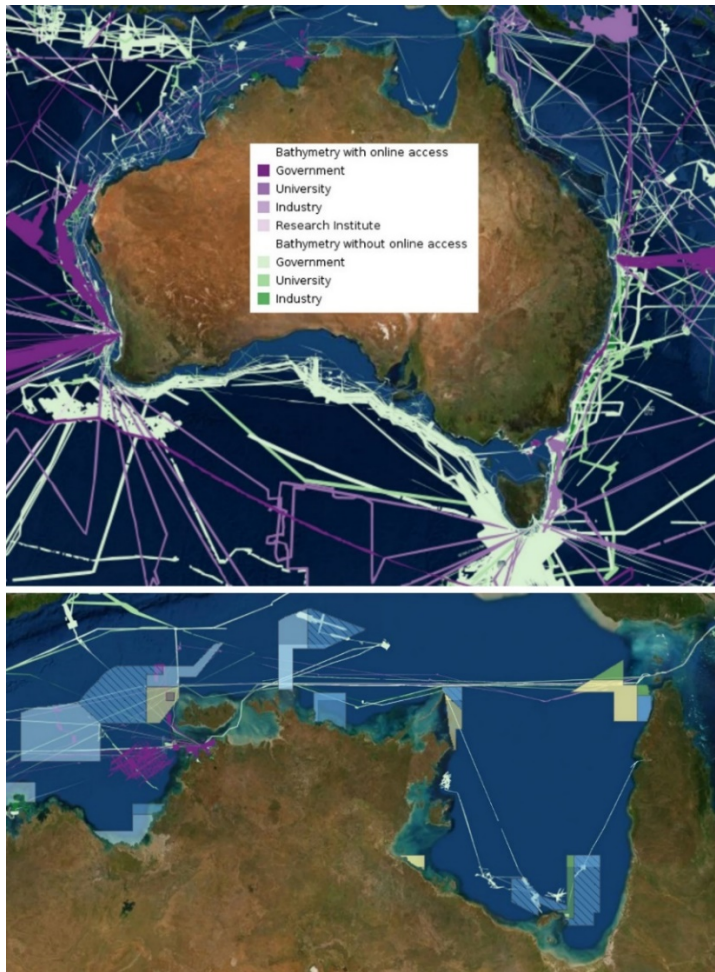 Bathymetry with online access
Government
University
Industry
Research Institute
Bathymetry without online access
Government
University
Industry